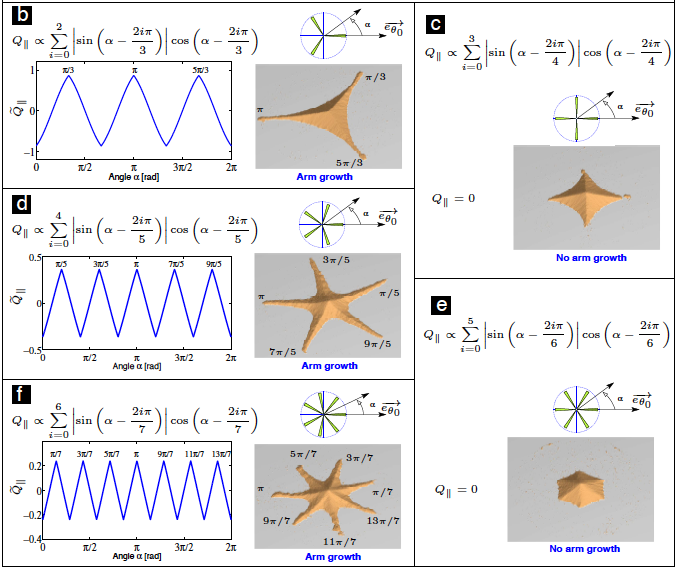 b
Q∥ ∝ ∑_{i=0}^{2} |sin(α − 2iπ/3)| cos(α − 2iπ/3)
α
e_θ0
Q̃∥
1
0
−1
π/3
π
5π/3
0
π/2
π
3π/2
2π
Angle α [rad]
π/3
π
5π/3
Arm growth
d
Q∥ ∝ ∑_{i=0}^{4} |sin(α − 2iπ/5)| cos(α − 2iπ/5)
α
e_θ0
Q̃∥
0.5
0
−0.5
π/5
3π/5
π
7π/5
9π/5
0
π/2
π
3π/2
2π
Angle α [rad]
3π/5
π/5
π
7π/5
9π/5
Arm growth
f
Q∥ ∝ ∑_{i=0}^{6} |sin(α − 2iπ/7)| cos(α − 2iπ/7)
α
e_θ0
Q̃∥
0.2
0
−0.2
−0.4
π/7
3π/7
5π/7
π
9π/7
11π/7
13π/7
0
π/2
π
3π/2
2π
Angle α [rad]
5π/7
3π/7
π
π/7
9π/7
13π/7
11π/7
Arm growth
c
Q∥ ∝ ∑_{i=0}^{3} |sin(α − 2iπ/4)| cos(α − 2iπ/4)
α
e_θ0
Q∥ = 0
No arm growth
e
Q∥ ∝ ∑_{i=0}^{5} |sin(α − 2iπ/6)| cos(α − 2iπ/6)
α
e_θ0
Q∥ = 0
No arm growth